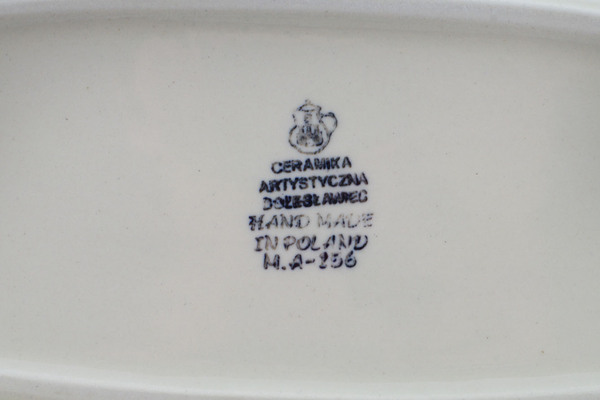 CERAMIKA
ARTYSTYCZNA
BOLESŁAWIEC
HAND MADE
IN POLAND
M.A-256